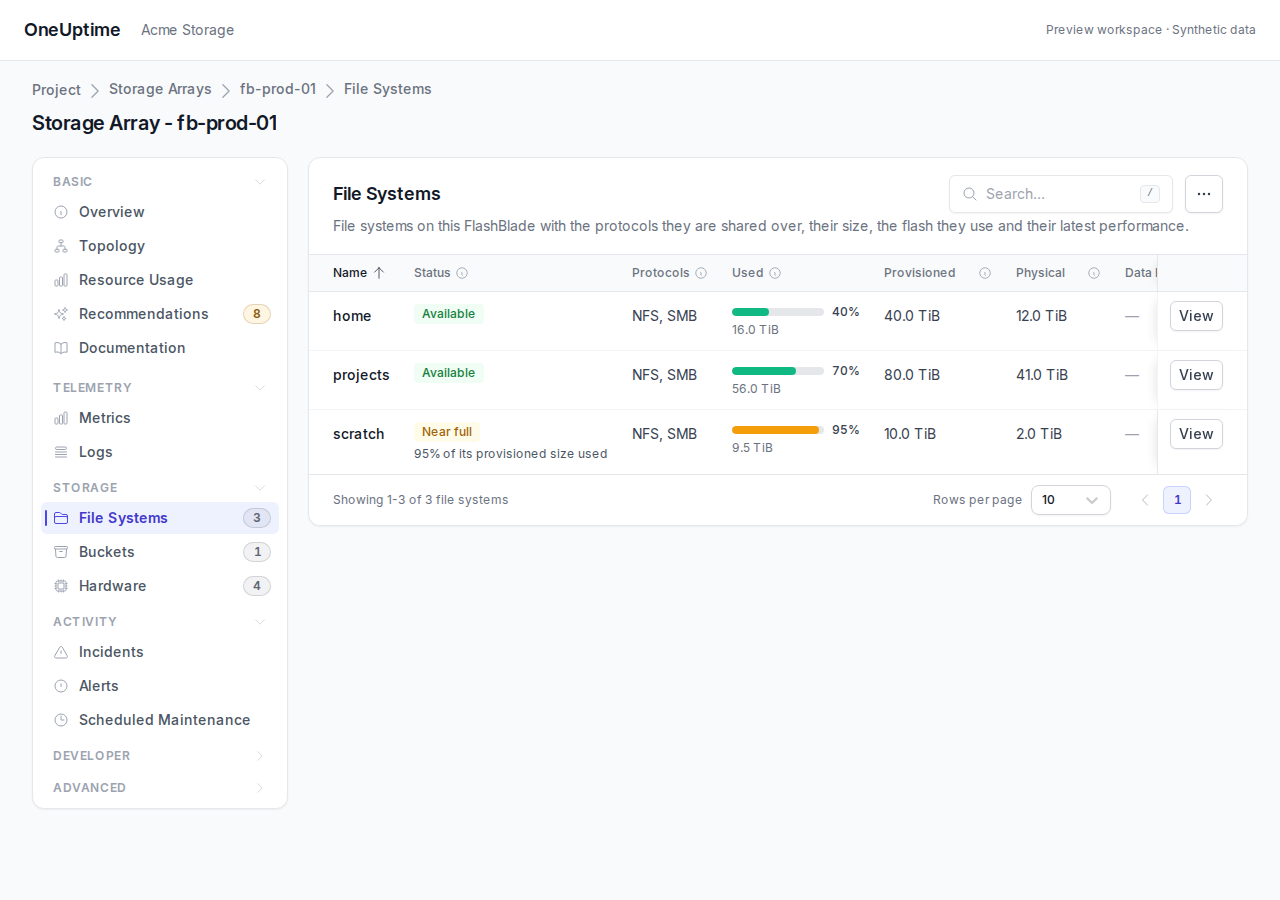 OneUptime Acme Storage Preview workspace · Synthetic data
Project Storage Arrays fb-prod-01 File Systems
Storage Array - fb-prod-01
BASIC
Overview
Topology
Resource Usage
Recommendations 8
Documentation
TELEMETRY
Metrics
Logs
STORAGE
File Systems 3
Buckets 1
Hardware 4
ACTIVITY
Incidents
Alerts
Scheduled Maintenance
DEVELOPER
ADVANCED
File Systems
Search... /
File systems on this FlashBlade with the protocols they are shared over, their size, the flash they use and their latest performance.
Name Status Protocols Used Provisioned Physical Data
home Available NFS, SMB 40% 40.0 TiB 12.0 TiB — View
16.0 TiB
projects Available NFS, SMB 70% 80.0 TiB 41.0 TiB — View
56.0 TiB
scratch Near full NFS, SMB 95% 10.0 TiB 2.0 TiB — View
95% of its provisioned size used 9.5 TiB
Showing 1-3 of 3 file systems Rows per page 10 1